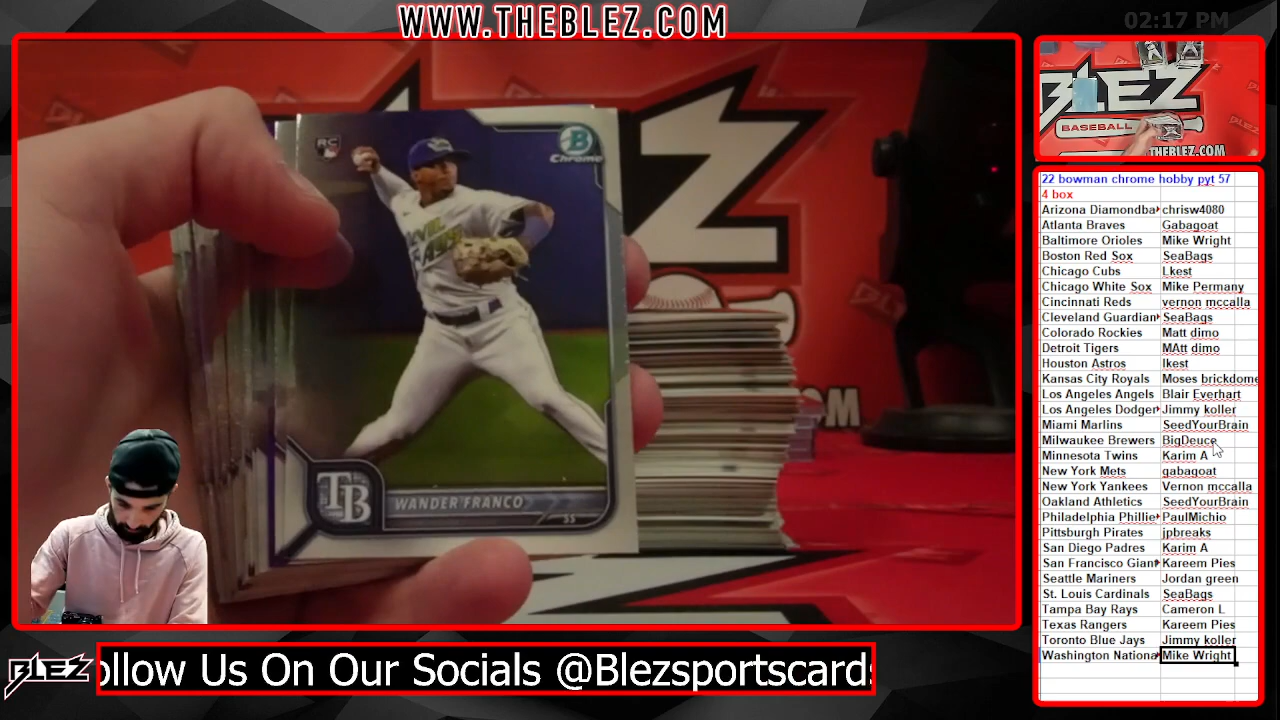 WWW.THEBLEZ.COM
02:17 PM
RC
B
Chrome
TB
WANDER FRANCO
SS
BLEZ
BASEBALL
THEBLEZ.COM
22 bowman chrome hobby pyt 57
4 box
Arizona Diamondba chrisw4080
Atlanta Braves Gabagoat
Baltimore Orioles Mike Wright
Boston Red Sox SeaBags
Chicago Cubs Lkest
Chicago White Sox Mike Permany
Cincinnati Reds vernon mccalla
Cleveland Guardian SeaBags
Colorado Rockies Matt dimo
Detroit Tigers MAtt dimo
Houston Astros lkest
Kansas City Royals Moses brickdome
Los Angeles Angels Blair Everhart
Los Angeles Dodger Jimmy koller
Miami Marlins SeedYourBrain
Milwaukee Brewers BigDeuce
Minnesota Twins Karim A
New York Mets gabagoat
New York Yankees Vernon mccalla
Oakland Athletics SeedYourBrain
Philadelphia Phillie PaulMichio
Pittsburgh Pirates jpbreaks
San Diego Padres Karim A
San Francisco Giant Kareem Pies
Seattle Mariners Jordan green
St. Louis Cardinals SeaBags
Tampa Bay Rays Cameron L
Texas Rangers Kareem Pies
Toronto Blue Jays Jimmy koller
Washington Nationa Mike Wright
BLEZ
ollow Us On Our Socials @Blezsportscards